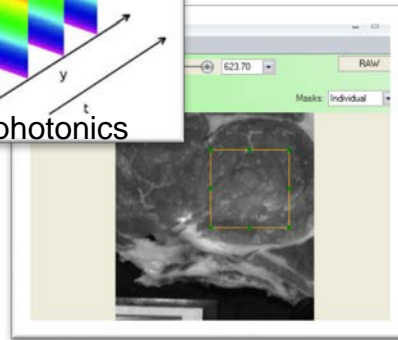 y
t
photonics
623.70
RAW
Masks: Individual